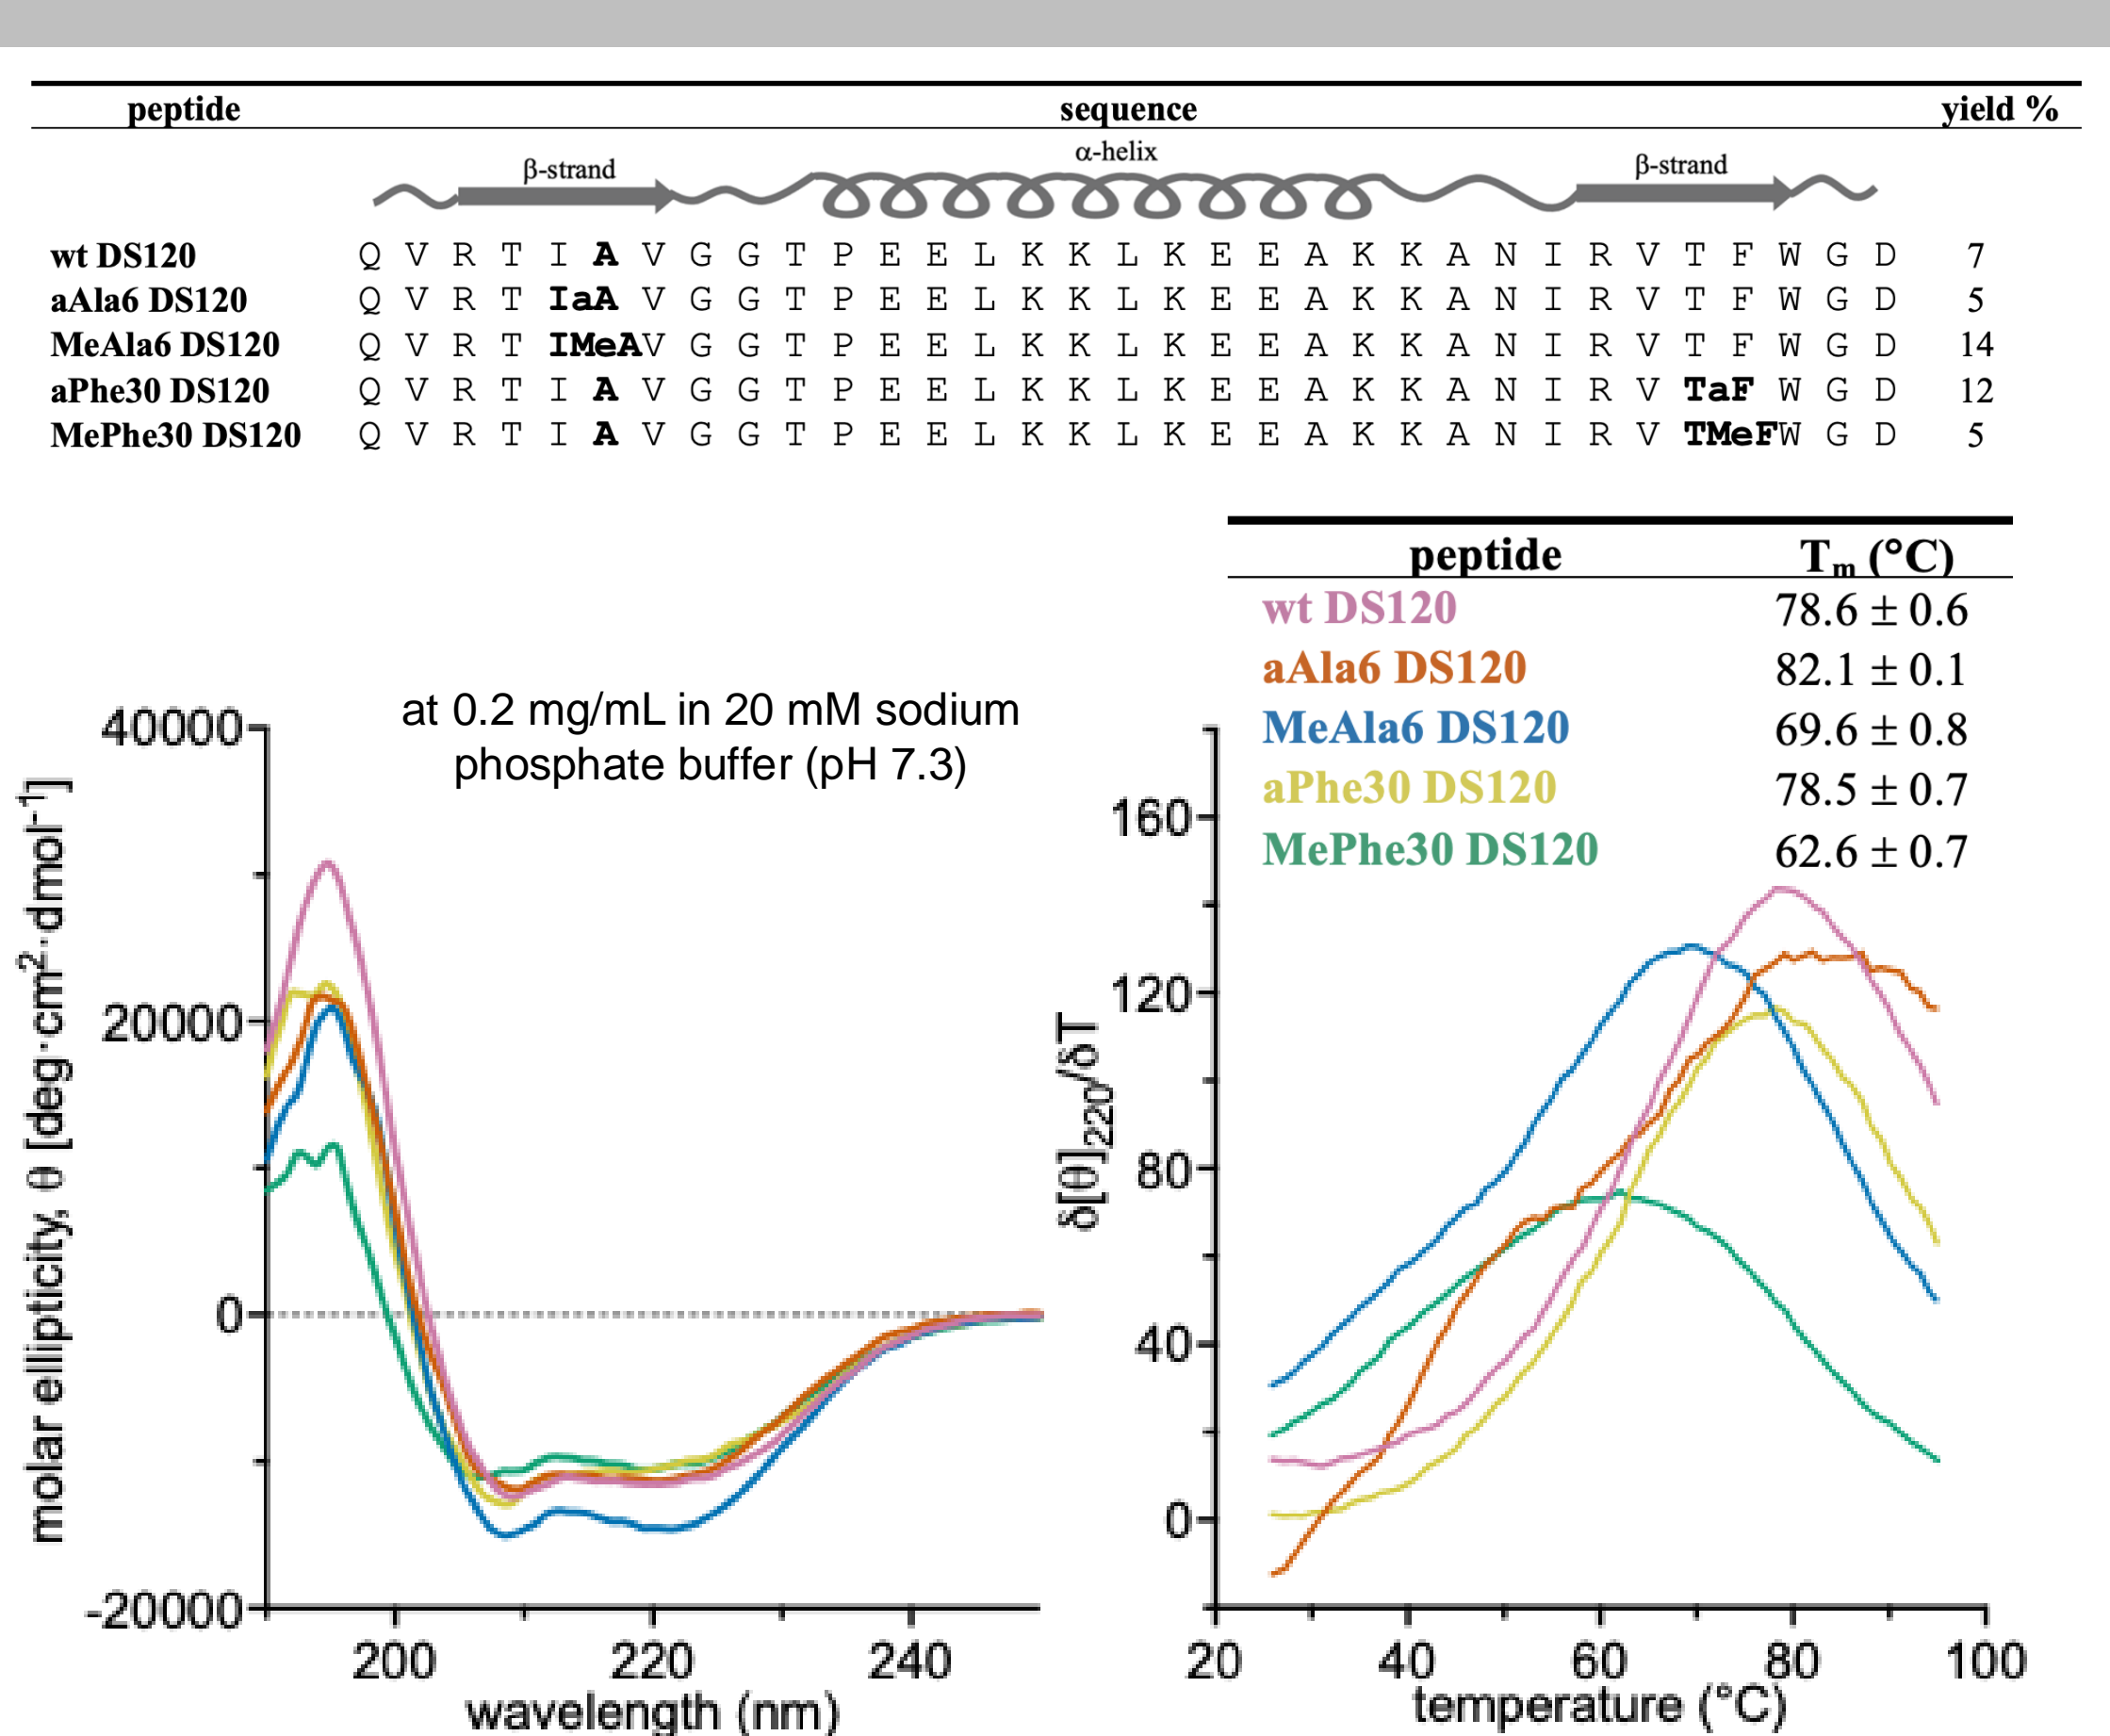 peptide sequence yield %
β-strand α-helix β-strand
wt DS120 Q V R T I A V G G T P E E L K K L K E E A K K A N I R V T F W G D 7
aAla6 DS120 Q V R T IaA V G G T P E E L K K L K E E A K K A N I R V T F W G D 5
MeAla6 DS120 Q V R T IMeAV G G T P E E L K K L K E E A K K A N I R V T F W G D 14
aPhe30 DS120 Q V R T I A V G G T P E E L K K L K E E A K K A N I R V TaF W G D 12
MePhe30 DS120 Q V R T I A V G G T P E E L K K L K E E A K K A N I R V TMeFW G D 5
at 0.2 mg/mL in 20 mM sodium
phosphate buffer (pH 7.3)
40000
20000
0
-20000
molar ellipticity, θ [deg·cm²·dmol⁻¹]
200 220 240
wavelength (nm)
peptide Tₘ (°C)
wt DS120 78.6 ± 0.6
aAla6 DS120 82.1 ± 0.1
MeAla6 DS120 69.6 ± 0.8
aPhe30 DS120 78.5 ± 0.7
MePhe30 DS120 62.6 ± 0.7
160
120
80
40
0
δ[θ]₂₂₀/δT
20 40 60 80 100
temperature (°C)